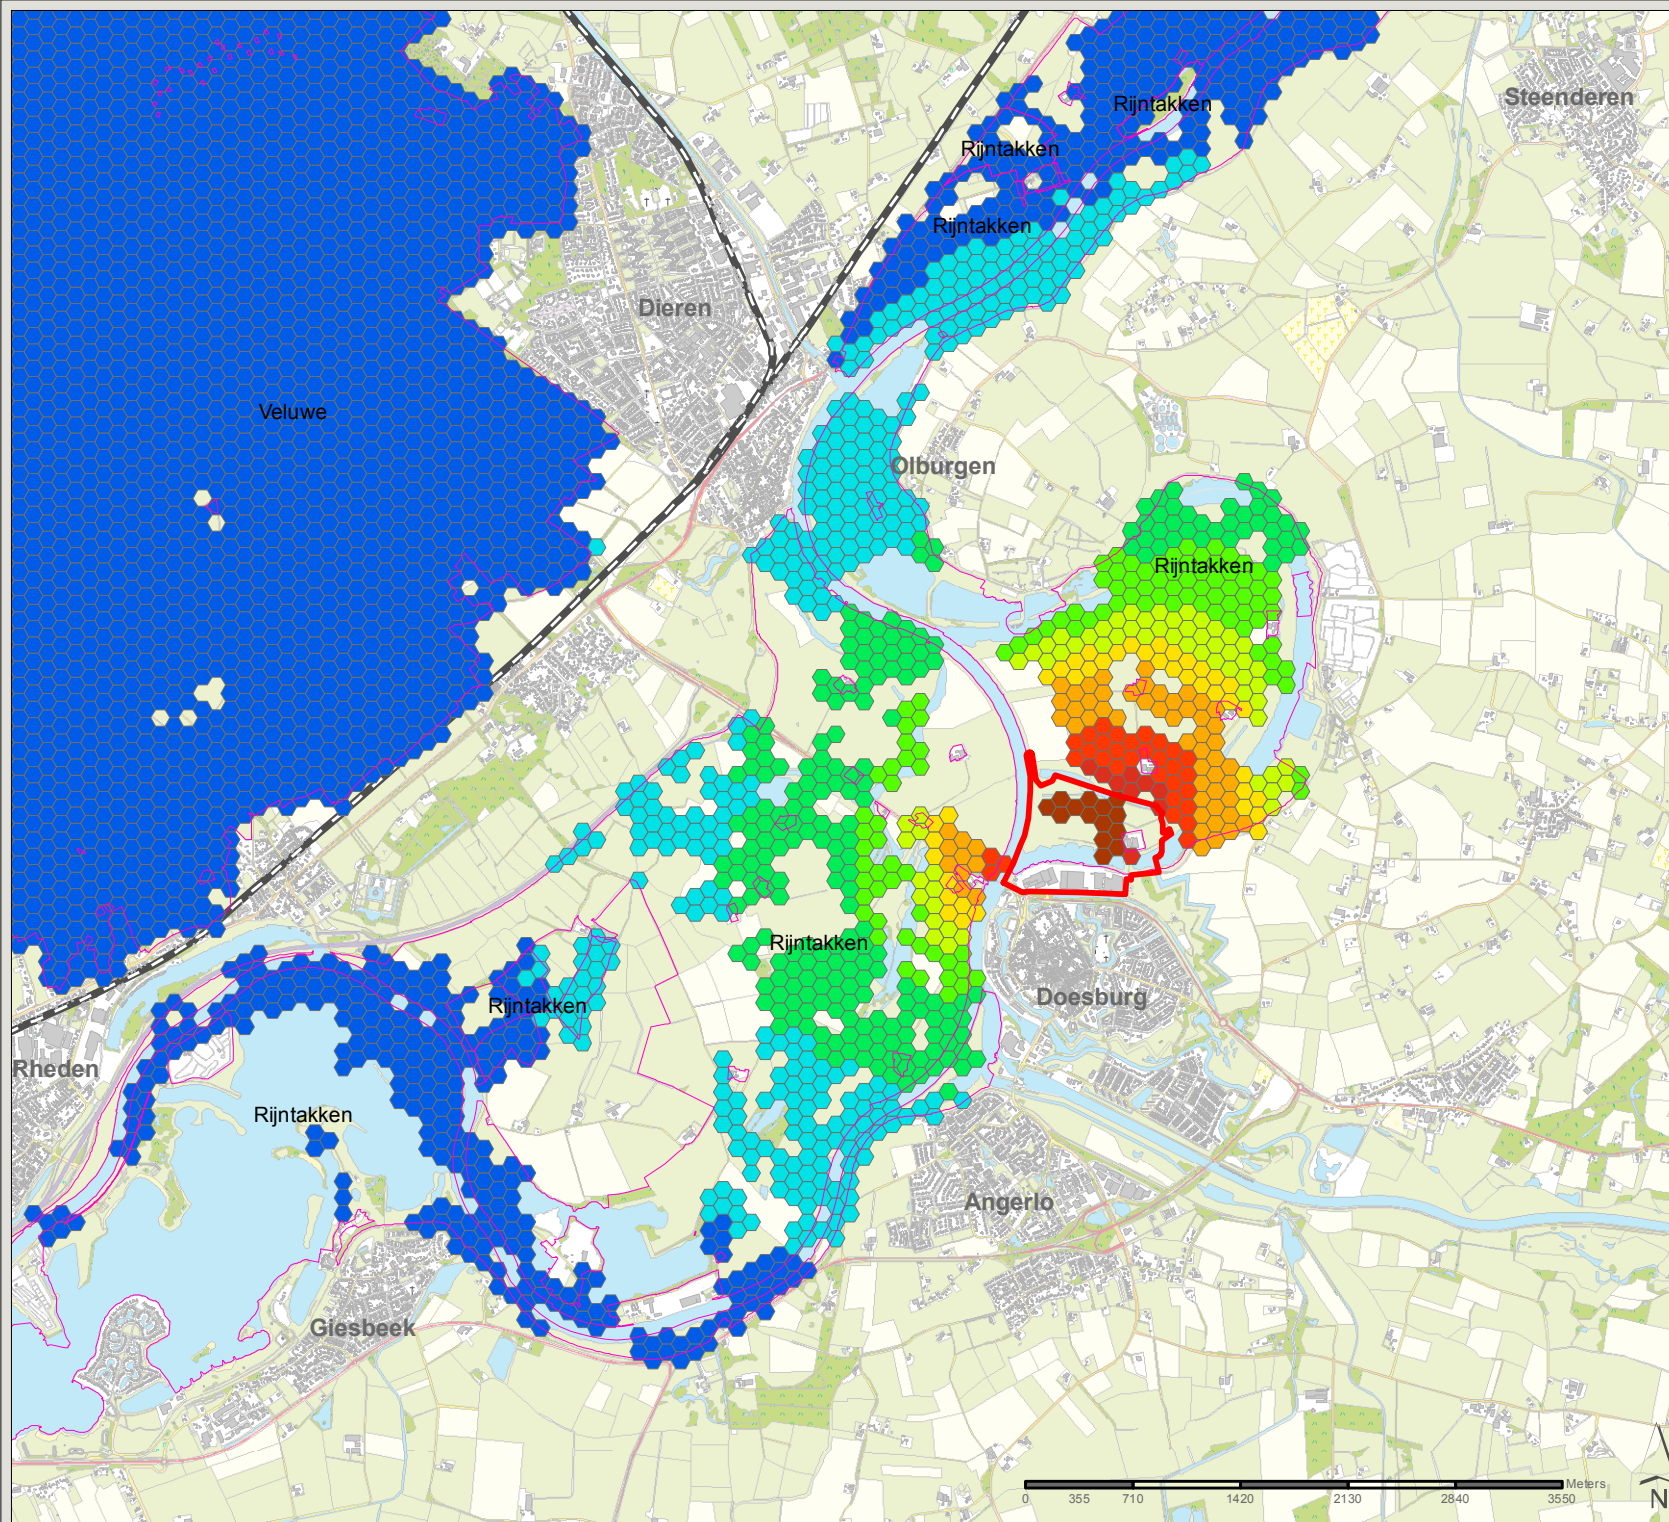 Steenderen
Rijntakken
Rijntakken
Rijntakken
Dieren
Veluwe
Olburgen
Rijntakken
Rijntakken
Doesburg
Rijntakken
Rheden
Rijntakken
Angerlo
Giesbeek
Meters
0 355 710 1420 2130 2840 3550
N